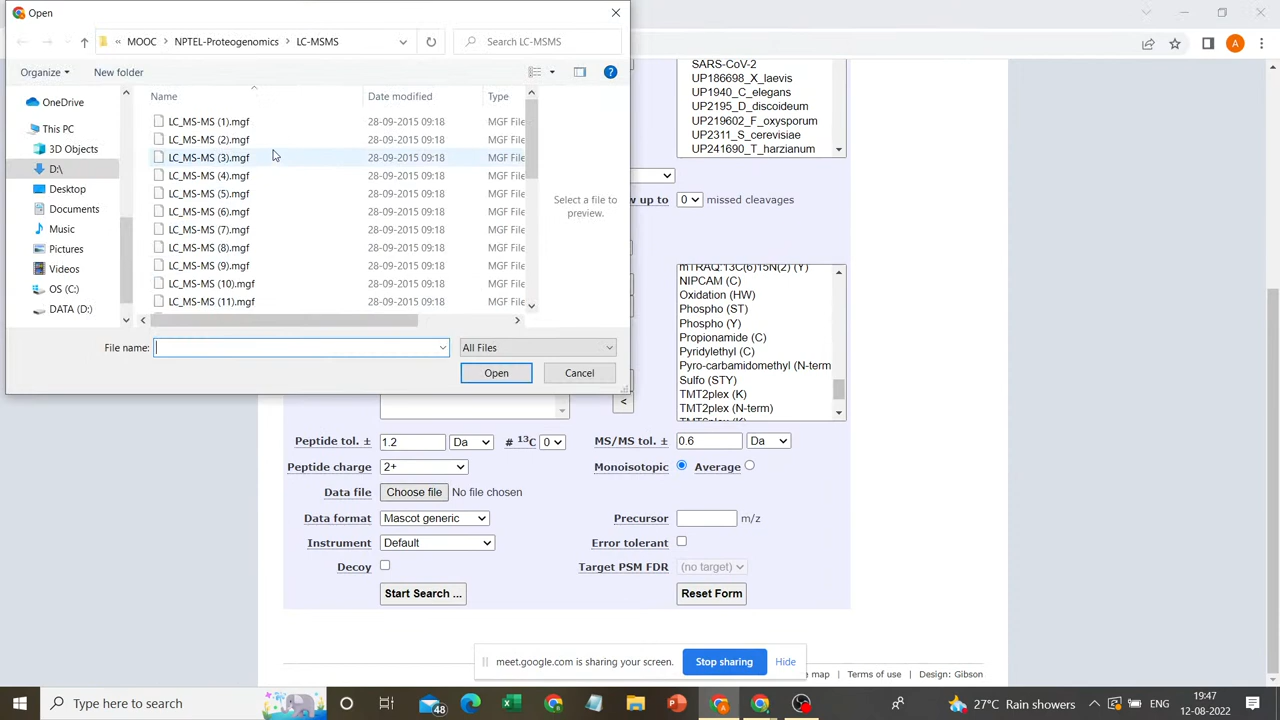 Open
« MOOC > NPTEL-Proteogenomics > LC-MSMS
Search LC-MSMS
Organize
New folder
Name
Date modified
Type
OneDrive
This PC
3D Objects
D:\
Desktop
Documents
Music
Pictures
Videos
OS (C:)
DATA (D:)
LC_MS-MS (1).mgf 28-09-2015 09:18 MGF File
LC_MS-MS (2).mgf 28-09-2015 09:18 MGF File
LC_MS-MS (3).mgf 28-09-2015 09:18 MGF File
LC_MS-MS (4).mgf 28-09-2015 09:18 MGF File
LC_MS-MS (5).mgf 28-09-2015 09:18 MGF File
LC_MS-MS (6).mgf 28-09-2015 09:18 MGF File
LC_MS-MS (7).mgf 28-09-2015 09:18 MGF File
LC_MS-MS (8).mgf 28-09-2015 09:18 MGF File
LC_MS-MS (9).mgf 28-09-2015 09:18 MGF File
LC_MS-MS (10).mgf 28-09-2015 09:18 MGF File
LC_MS-MS (11).mgf 28-09-2015 09:18 MGF File
Select a file to
preview.
File name:
All Files
Open
Cancel
A
SARS-CoV-2
UP186698_X_laevis
UP1940_C_elegans
UP2195_D_discoideum
UP219602_F_oxysporum
UP2311_S_cerevisiae
UP241690_T_harzianum
w up to 0 missed cleavages
mTRAQ:13C(6)15N(2) (Y)
NIPCAM (C)
Oxidation (HW)
Phospho (ST)
Phospho (Y)
Propionamide (C)
Pyridylethyl (C)
Pyro-carbamidomethyl (N-term
Sulfo (STY)
TMT2plex (K)
TMT2plex (N-term)
<
Peptide tol. ± 1.2 Da # 13C 0 MS/MS tol. ± 0.6 Da
Peptide charge 2+ Monoisotopic Average
Data file Choose file No file chosen
Data format Mascot generic Precursor m/z
Instrument Default Error tolerant
Decoy Target PSM FDR (no target)
Start Search ... Reset Form
meet.google.com is sharing your screen. Stop sharing Hide
map | Terms of use | Design: Gibson
Type here to search
48
27°C Rain showers
ENG
19:47
12-08-2022